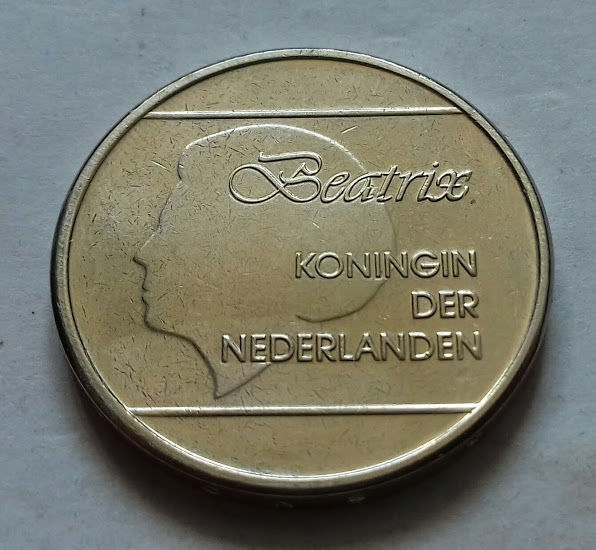 Beatrix
KONINGIN
DER
NEDERLANDEN